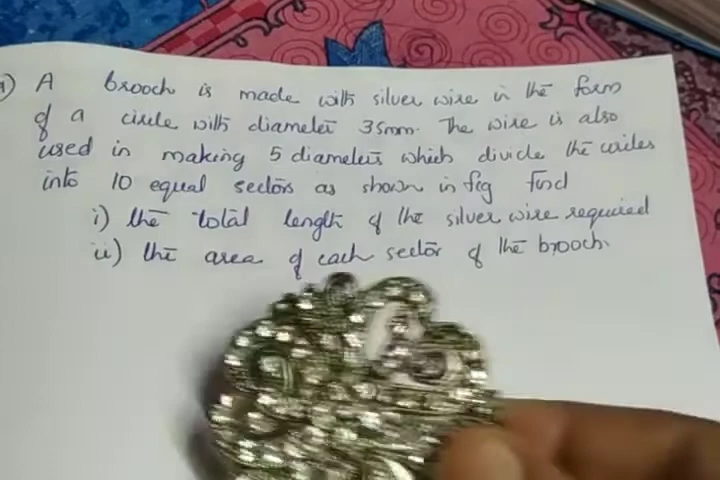 1) A brooch is made with silver wire in the form
of a circle with diameter 35mm. The wire is also
used in making 5 diameters which divide the circles
into 10 equal sectors as shown in fig find
i) the total length of the silver wire required
ii) the area of each sector of the brooch.